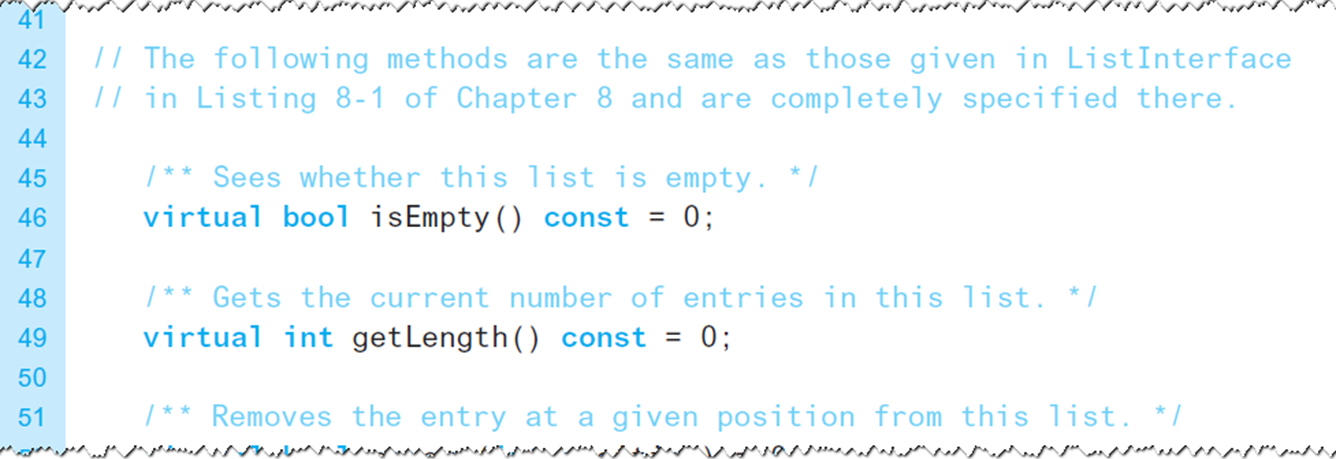 41
42 // The following methods are the same as those given in ListInterface
43 // in Listing 8-1 of Chapter 8 and are completely specified there.
44
45 /** Sees whether this list is empty. */
46 virtual bool isEmpty() const = 0;
47
48 /** Gets the current number of entries in this list. */
49 virtual int getLength() const = 0;
50
51 /** Removes the entry at a given position from this list. */